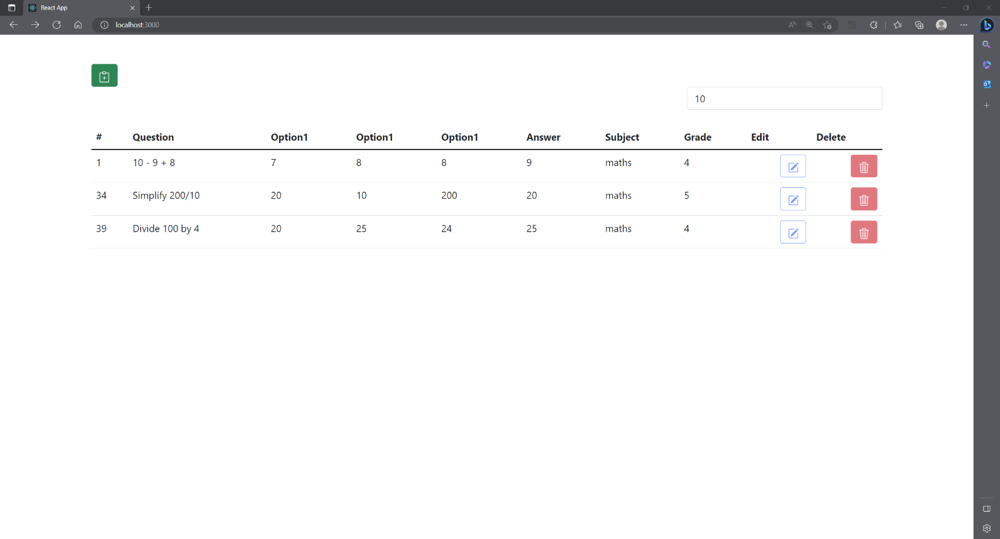 React App
localhost:3000
10
# Question Option1 Option1 Option1 Answer Subject Grade Edit Delete
1 10 - 9 + 8 7 8 8 9 maths 4
34 Simplify 200/10 20 10 200 20 maths 5
39 Divide 100 by 4 20 25 24 25 maths 4